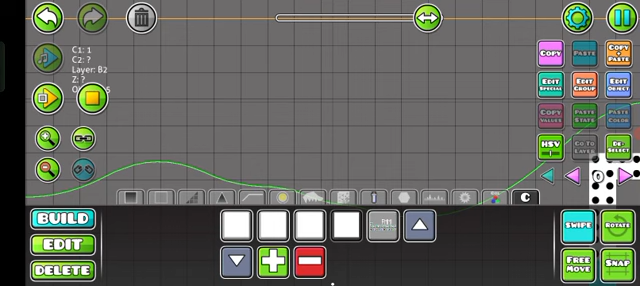 C1: 1
C2: ?
Layer: B2
Z: ?
COPY
PASTE
COPY + PASTE
EDIT SPECIAL
EDIT GROUP
EDIT OBJECT
COPY VALUES
PASTE STATE
PASTE COLOR
HSV
GO TO LAYER
DE-SELECT
0
C
BUILD
EDIT
DELETE
SWIPE
ROTATE
FREE MOVE
SNAP